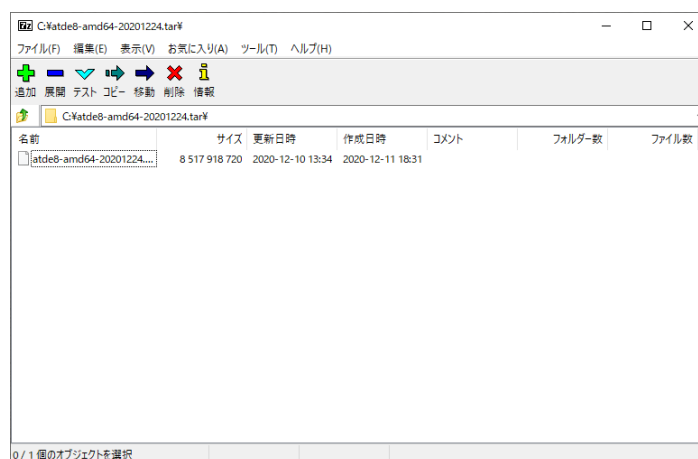 7z C:¥atde8-amd64-20201224.tar¥
ファイル(F) 編集(E) 表示(V) お気に入り(A) ツール(T) ヘルプ(H)
追加 展開 テスト コピー 移動 削除 情報
C:¥atde8-amd64-20201224.tar¥
名前 サイズ 更新日時 作成日時 コメント フォルダー数 ファイル数
atde8-amd64-20201224.... 8 517 918 720 2020-12-10 13:34 2020-12-11 18:31
0 / 1 個のオブジェクトを選択